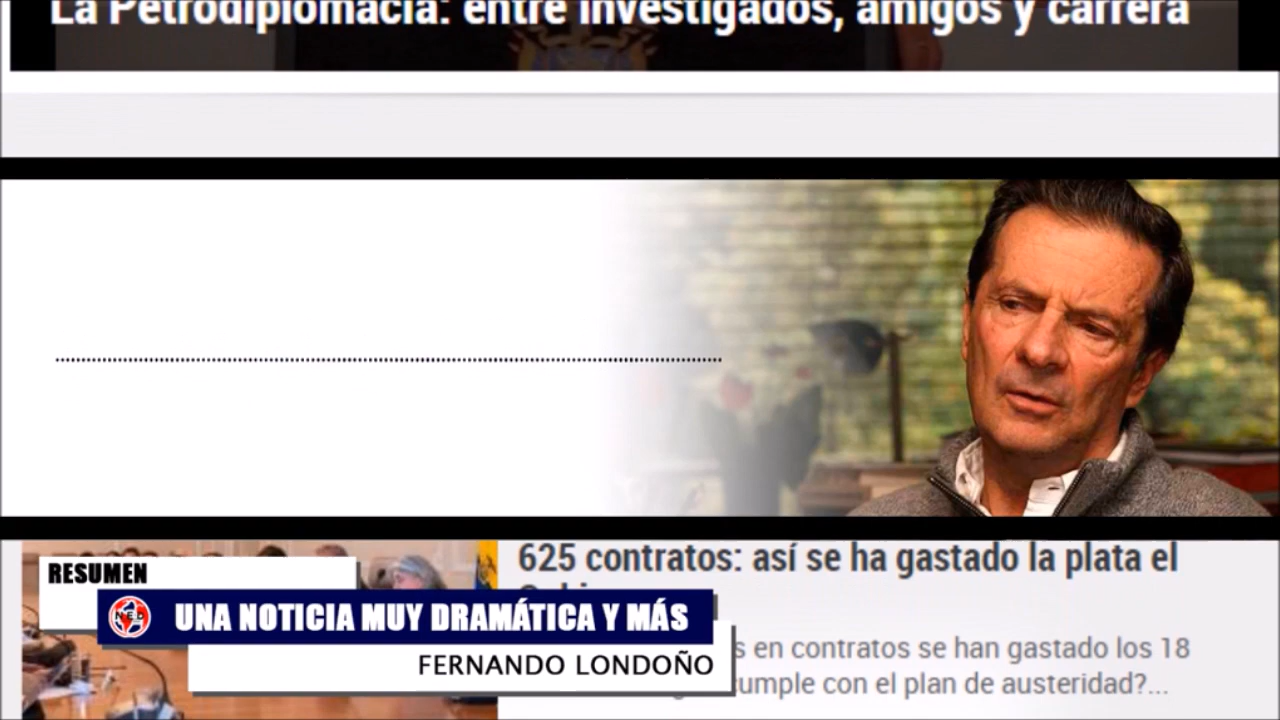 La Petrodiplomacia: entre investigados, amigos y carrera
625 contratos: así se ha gastado la plata el
RESUMEN
UNA NOTICIA MUY DRAMÁTICA Y MÁS
FERNANDO LONDOÑO
en contratos se han gastado los 18
cumple con el plan de austeridad?...